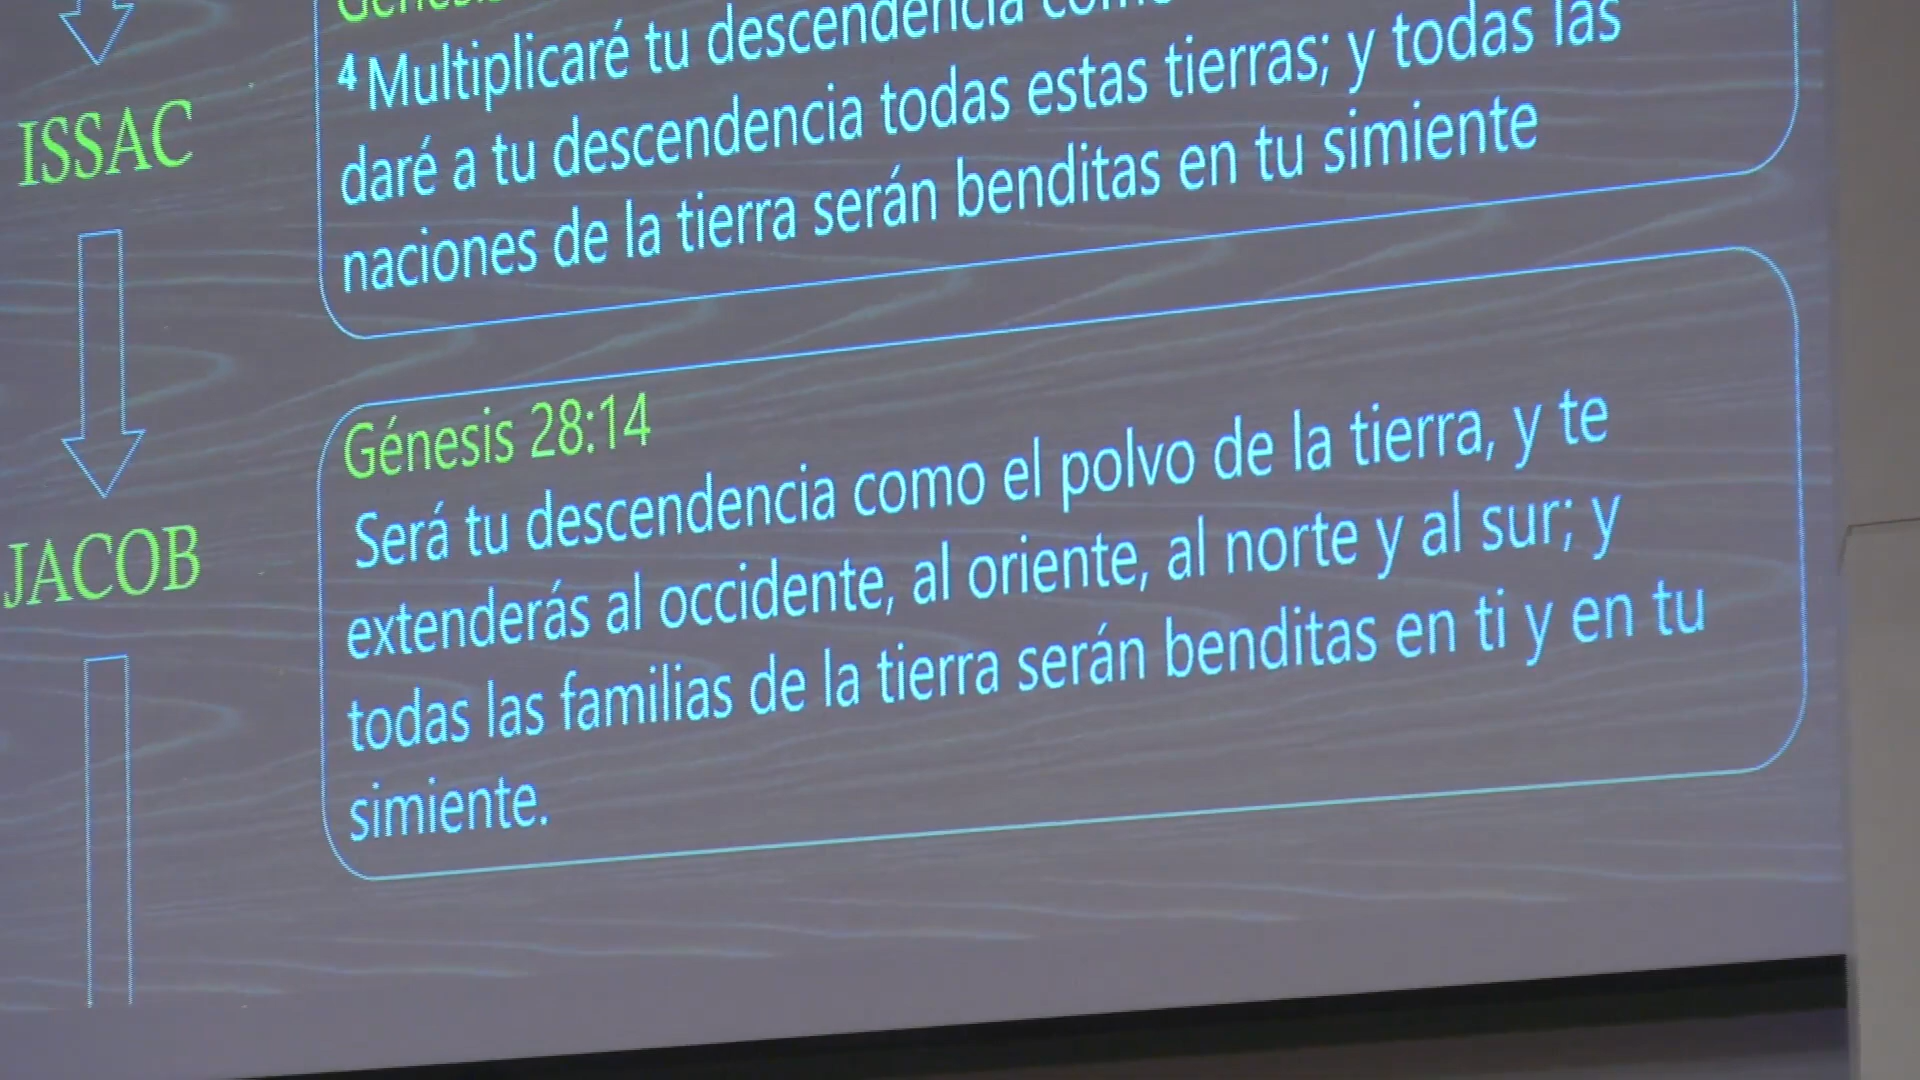 Génesis
4 Multiplicaré tu descendencia
daré a tu descendencia todas estas tierras; y todas las
naciones de la tierra serán benditas en tu simiente
ISSAC
Génesis 28:14
Será tu descendencia como el polvo de la tierra, y te
extenderás al occidente, al oriente, al norte y al sur; y
todas las familias de la tierra serán benditas en ti y en tu
simiente.
JACOB